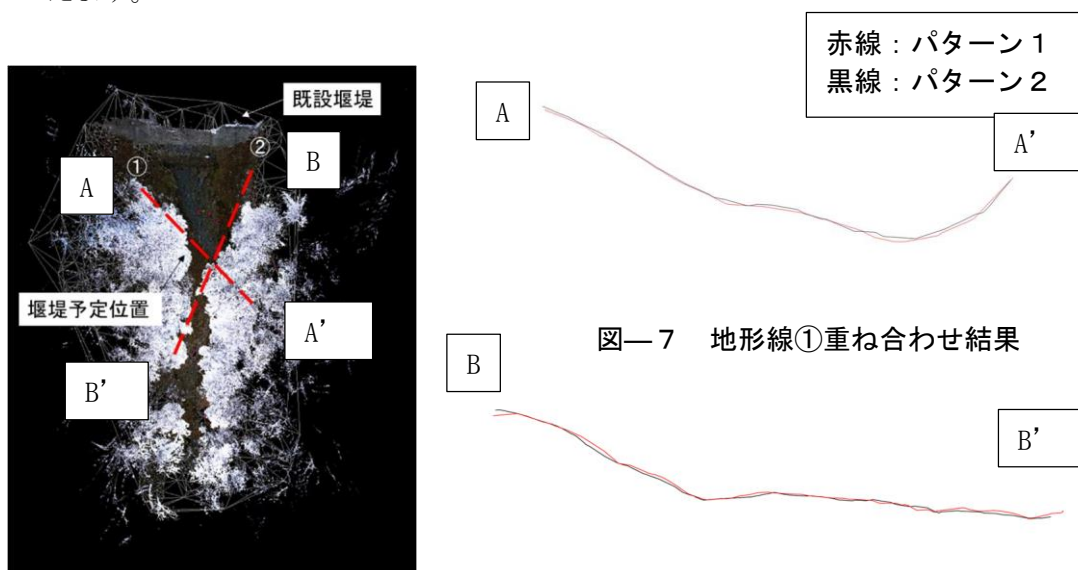 赤線：パターン１
黒線：パターン２
既設堰堤
①
②
A
B
堰堤予定位置
A’
B’
A
A’
図―７　地形線①重ね合わせ結果
B
B’